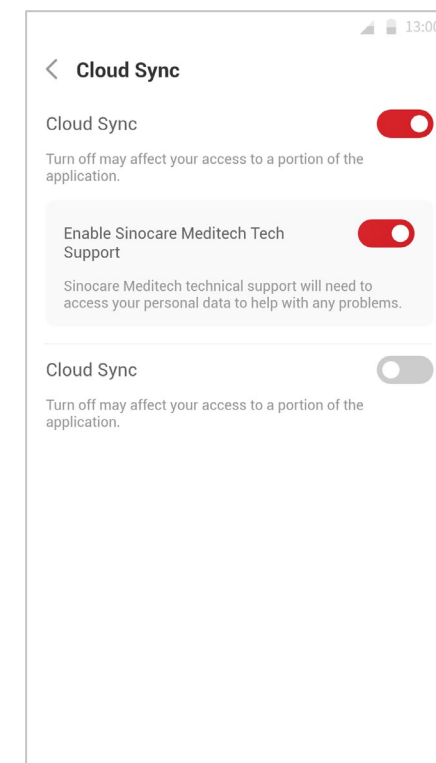 13:00
Cloud Sync
Cloud Sync
Turn off may affect your access to a portion of the
application.
Enable Sinocare Meditech Tech
Support
Sinocare Meditech technical support will need to
access your personal data to help with any problems.
Cloud Sync
Turn off may affect your access to a portion of the
application.